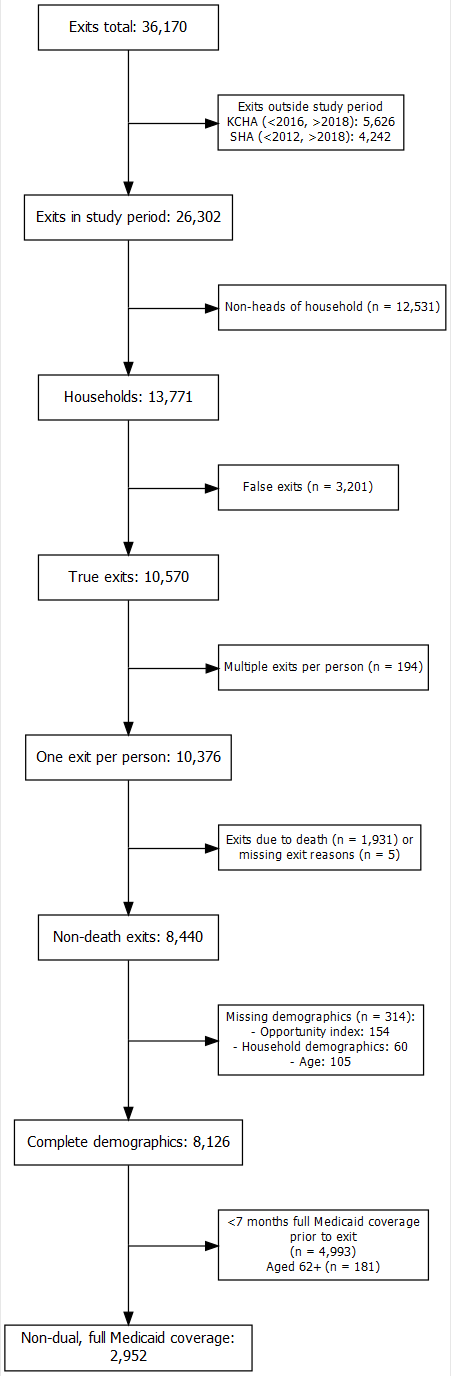 Exits total: 36,170
Exits outside study period
KCHA (<2016, >2018): 5,626
SHA (<2012, >2018): 4,242
Exits in study period: 26,302
Non-heads of household (n = 12,531)
Households: 13,771
False exits (n = 3,201)
True exits: 10,570
Multiple exits per person (n = 194)
One exit per person: 10,376
Exits due to death (n = 1,931) or
missing exit reasons (n = 5)
Non-death exits: 8,440
Missing demographics (n = 314):
- Opportunity index: 154
- Household demographics: 60
- Age: 105
Complete demographics: 8,126
<7 months full Medicaid coverage
prior to exit
(n = 4,993)
Aged 62+ (n = 181)
Non-dual, full Medicaid coverage:
2,952